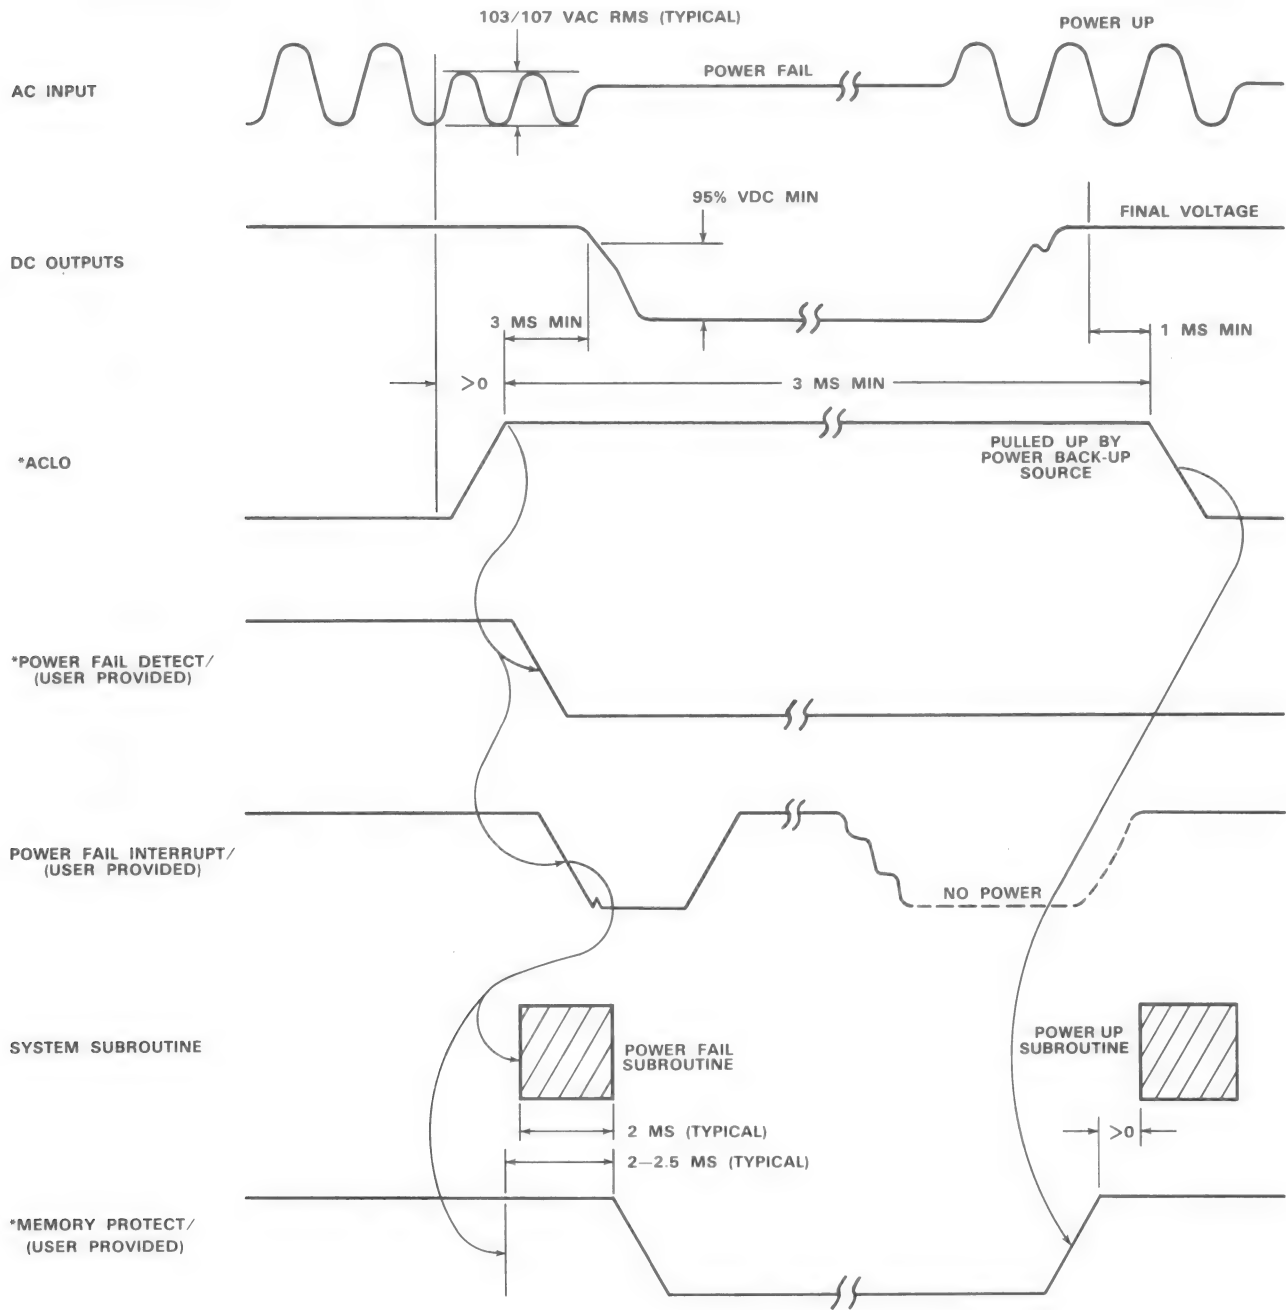 103/107 VAC RMS (TYPICAL)
POWER UP
AC INPUT
POWER FAIL
95% VDC MIN
FINAL VOLTAGE
DC OUTPUTS
3 MS MIN
1 MS MIN
>0
3 MS MIN
*ACLO
PULLED UP BY
POWER BACK-UP
SOURCE
*POWER FAIL DETECT/
(USER PROVIDED)
POWER FAIL INTERRUPT/
(USER PROVIDED)
NO POWER
SYSTEM SUBROUTINE
POWER FAIL
SUBROUTINE
POWER UP
SUBROUTINE
2 MS (TYPICAL)
>0
2–2.5 MS (TYPICAL)
*MEMORY PROTECT/
(USER PROVIDED)